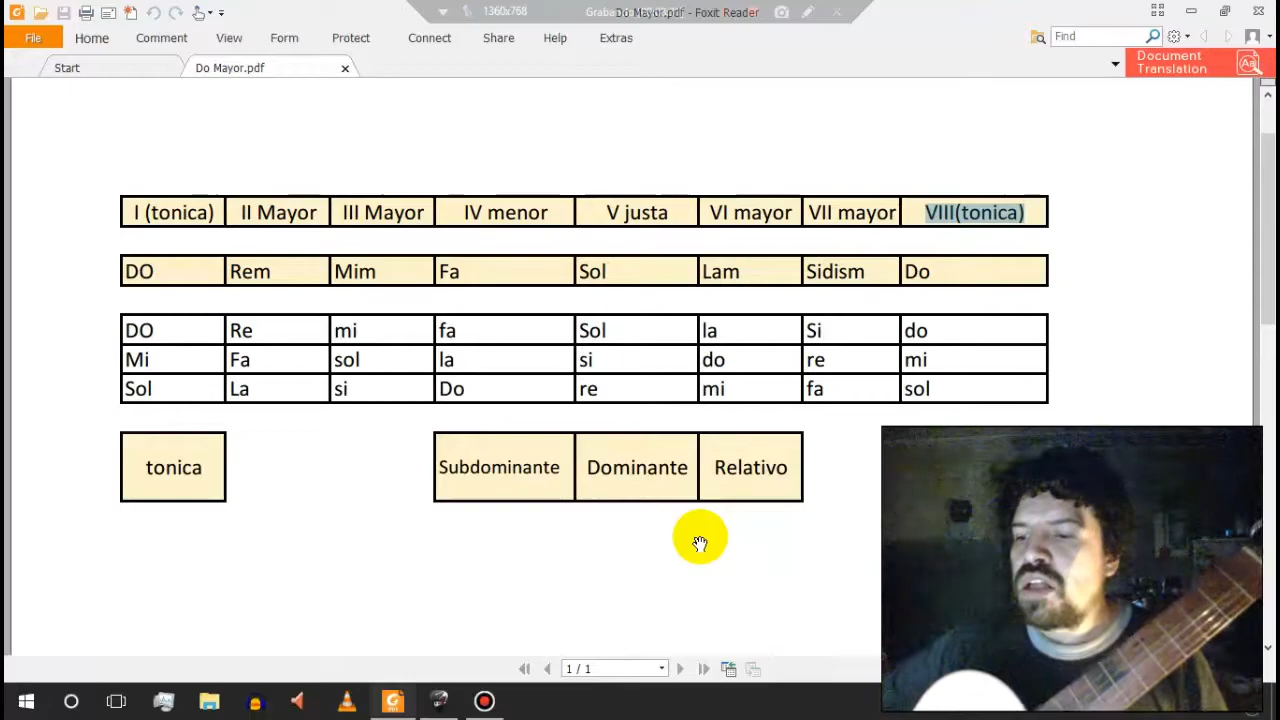 1360x768 Graba Do Mayor.pdf - Foxit Reader
File Home Comment View Form Protect Connect Share Help Extras Find
Start Do Mayor.pdf Document
Translation
I (tonica) II Mayor III Mayor IV menor V justa VI mayor VII mayor VIII(tonica)
DO Rem Mim Fa Sol Lam Sidism Do
DO Re mi fa Sol la Si do
Mi Fa sol la si do re mi
Sol La si Do re mi fa sol
tonica Subdominante Dominante Relativo
1 / 1